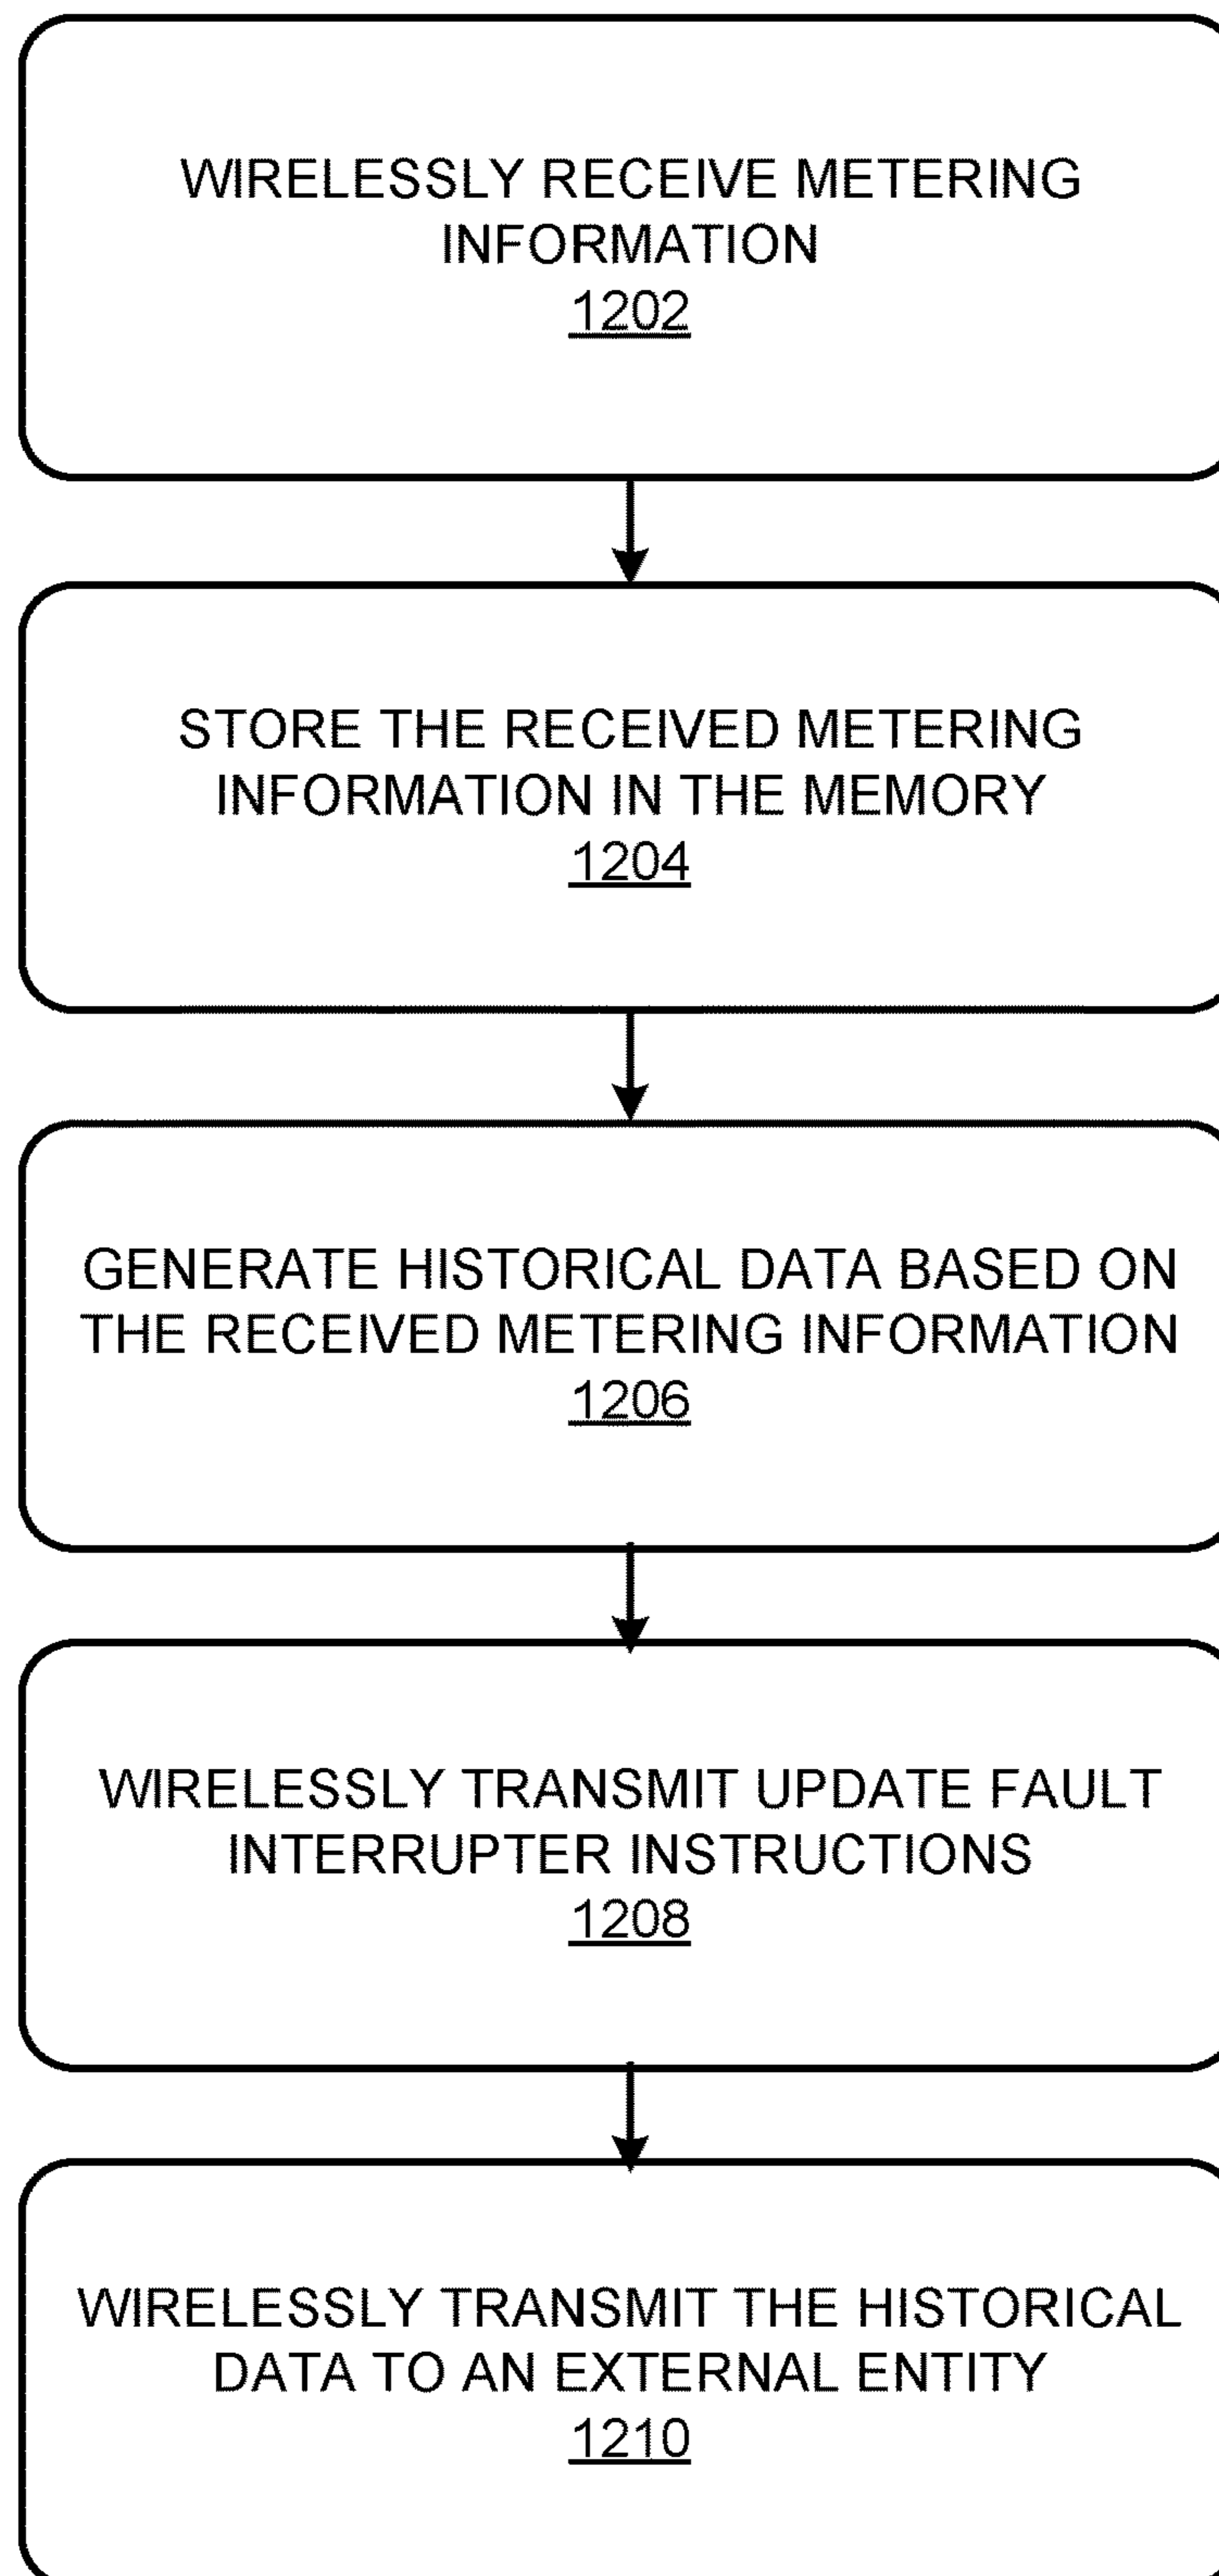 WIRELESSLY RECEIVE METERING
INFORMATION
1202
STORE THE RECEIVED METERING
INFORMATION IN THE MEMORY
1204
GENERATE HISTORICAL DATA BASED ON
THE RECEIVED METERING INFORMATION
1206
WIRELESSLY TRANSMIT UPDATE FAULT
INTERRUPTER INSTRUCTIONS
1208
WIRELESSLY TRANSMIT THE HISTORICAL
DATA TO AN EXTERNAL ENTITY
1210